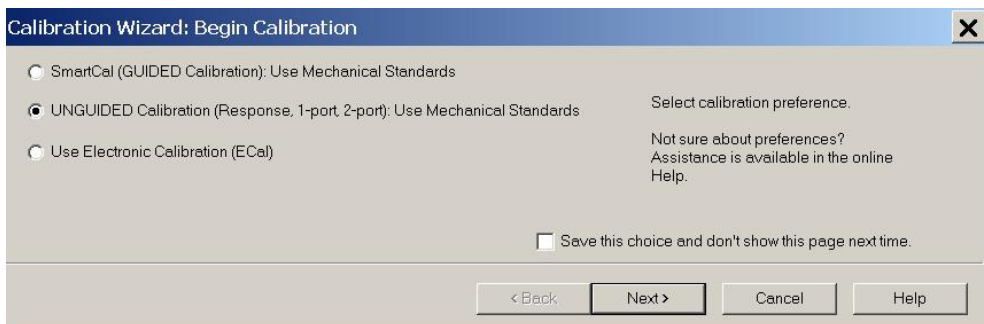 Calibration Wizard: Begin Calibration
SmartCal (GUIDED Calibration): Use Mechanical Standards
UNGUIDED Calibration (Response, 1-port, 2-port): Use Mechanical Standards
Use Electronic Calibration (ECal)
Select calibration preference.
Not sure about preferences?
Assistance is available in the online
Help.
Save this choice and don't show this page next time.
< Back
Next >
Cancel
Help